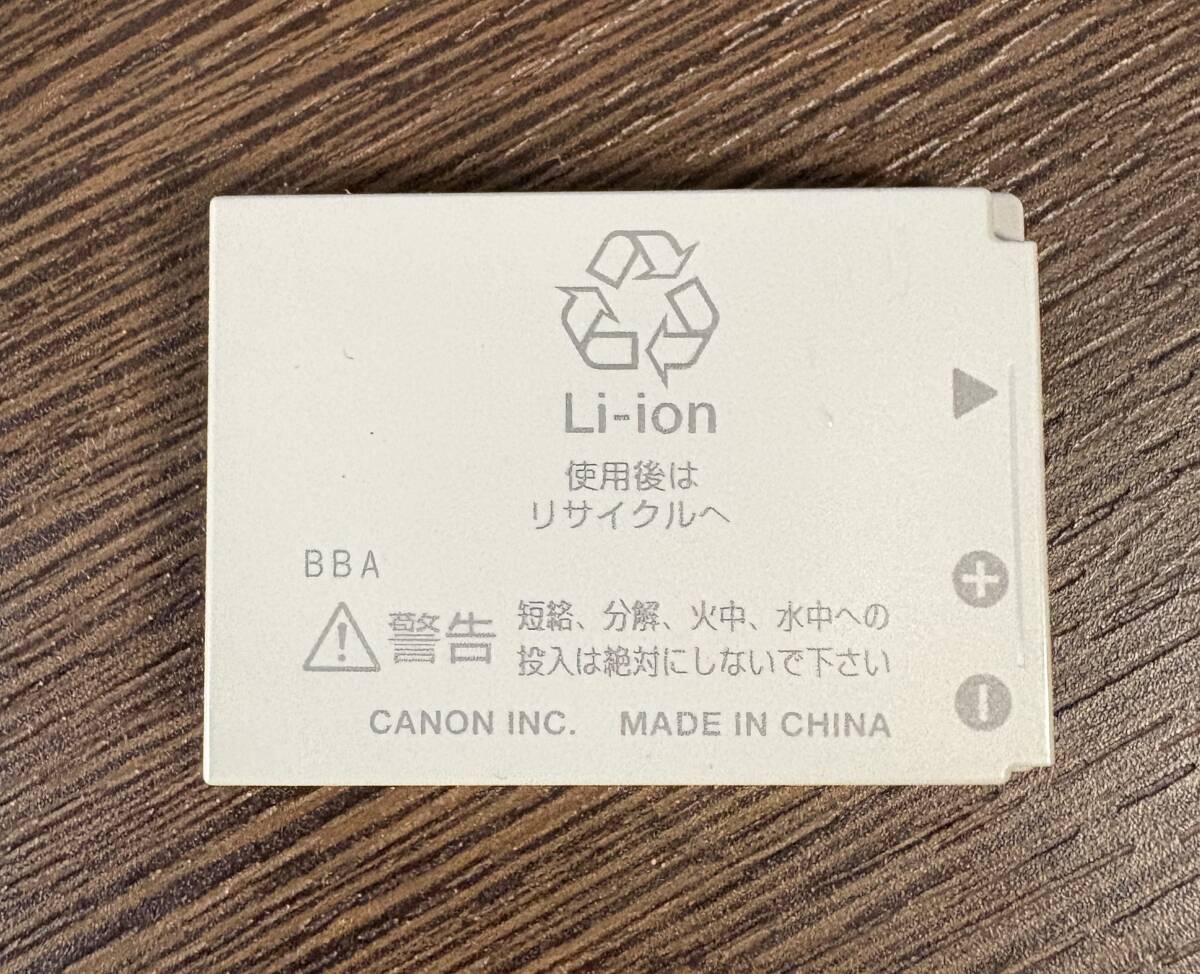 Li-ion
使用後は
リサイクルへ
BBA
警告 短絡、分解、火中、水中への
投入は絶対にしないで下さい
CANON INC. MADE IN CHINA